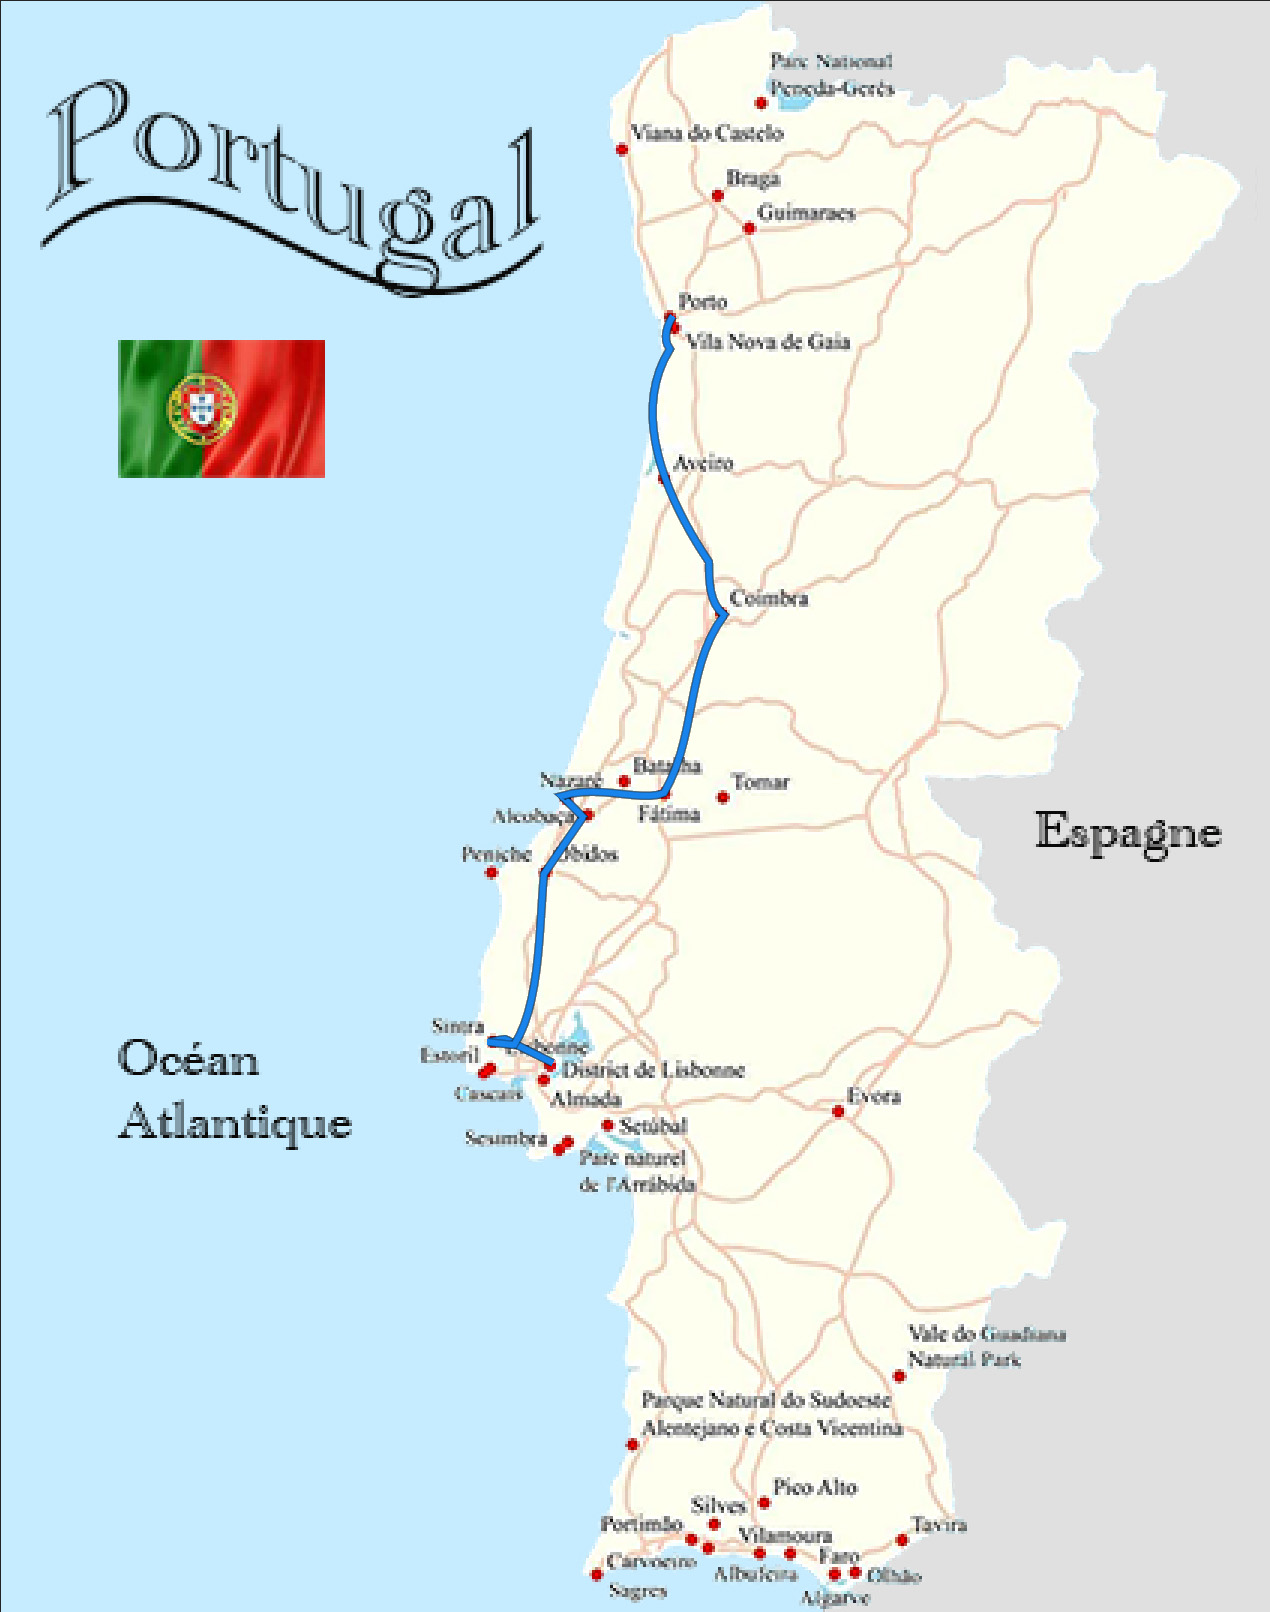 Portugal
Parc National
Peneda-Gerês
Viana do Castelo
Braga
Guimaraes
Porto
Vila Nova de Gaia
Aveiro
Coimbra
Batalha
Nazaré
Tomar
Alcobaça
Fátima
Espagne
Peniche
Óbidos
Sintra
Océan
Atlantique
Lisbonne
Estoril
District de Lisbonne
Cascais
Almada
Evora
Setúbal
Sesimbra
Parc naturel
de l'Arrábida
Vale do Guadiana
Natural Park
Parque Natural do Sudoeste
Alentejano e Costa Vicentina
Pico Alto
Silves
Portimão
Vilamoura
Tavira
Carvoeiro
Faro
Albufeira
Olhão
Sagres
Algarve